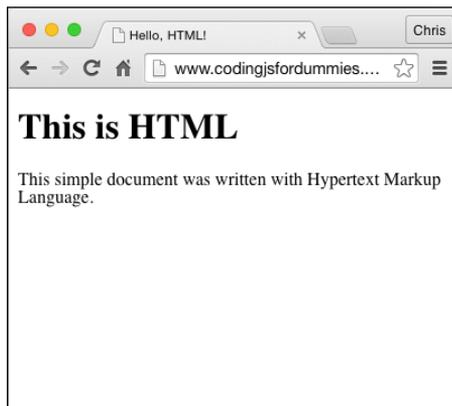 Hello, HTML!
Chris
www.codingjsfordummies....
This is HTML
This simple document was written with Hypertext Markup
Language.